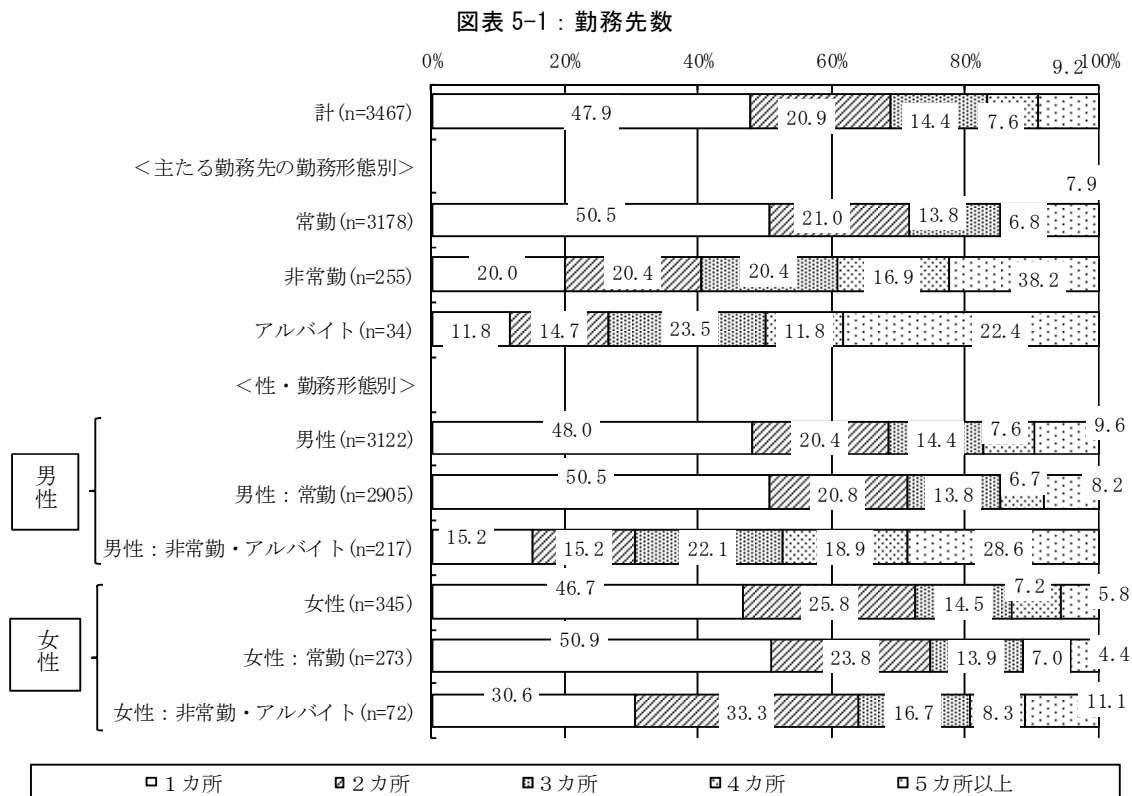 図表 5-1：勤務先数
0% 20% 40% 60% 80% 100%
9.2
計(n=3467) 47.9 20.9 14.4 7.6
＜主たる勤務先の勤務形態別＞
7.9
常勤(n=3178) 50.5 21.0 13.8 6.8
非常勤(n=255) 20.0 20.4 20.4 16.9 38.2
アルバイト(n=34) 11.8 14.7 23.5 11.8 22.4
＜性・勤務形態別＞
男性
男性(n=3122) 48.0 20.4 14.4 7.6 9.6
男性：常勤(n=2905) 50.5 20.8 13.8 6.7 8.2
男性：非常勤・アルバイト(n=217) 15.2 15.2 22.1 18.9 28.6
女性
女性(n=345) 46.7 25.8 14.5 7.2 5.8
女性：常勤(n=273) 50.9 23.8 13.9 7.0 4.4
女性：非常勤・アルバイト(n=72) 30.6 33.3 16.7 8.3 11.1
１カ所 ２カ所 ３カ所 ４カ所 ５カ所以上